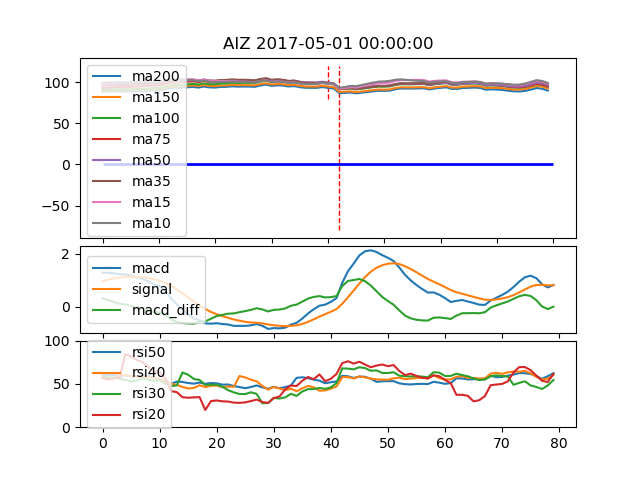 AIZ 2017-05-01 00:00:00
100
50
0
−50
ma200
ma150
ma100
ma75
ma50
ma35
ma15
ma10
2
0
macd
signal
macd_diff
100
50
0
rsi50
rsi40
rsi30
rsi20
0 10 20 30 40 50 60 70 80